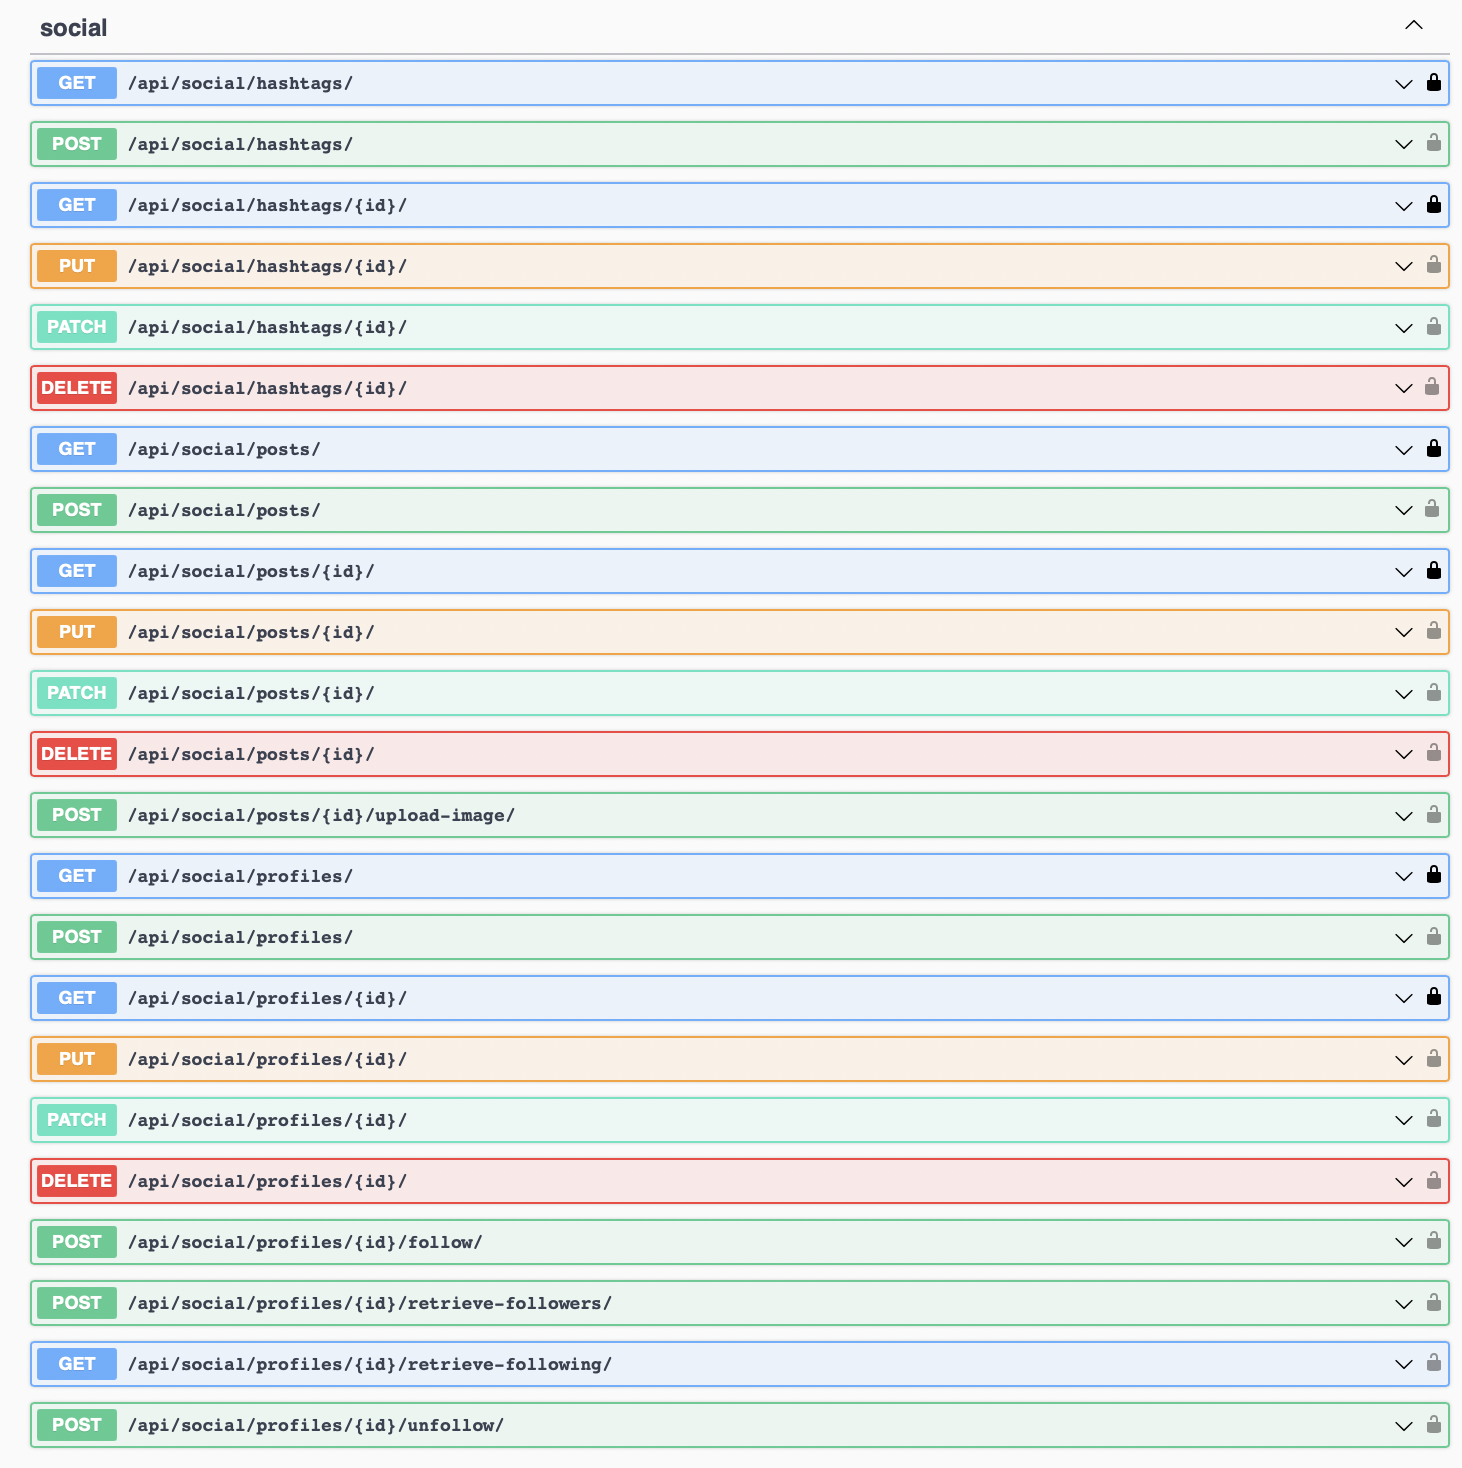 social
GET /api/social/hashtags/
POST /api/social/hashtags/
GET /api/social/hashtags/{id}/
PUT /api/social/hashtags/{id}/
PATCH /api/social/hashtags/{id}/
DELETE /api/social/hashtags/{id}/
GET /api/social/posts/
POST /api/social/posts/
GET /api/social/posts/{id}/
PUT /api/social/posts/{id}/
PATCH /api/social/posts/{id}/
DELETE /api/social/posts/{id}/
POST /api/social/posts/{id}/upload-image/
GET /api/social/profiles/
POST /api/social/profiles/
GET /api/social/profiles/{id}/
PUT /api/social/profiles/{id}/
PATCH /api/social/profiles/{id}/
DELETE /api/social/profiles/{id}/
POST /api/social/profiles/{id}/follow/
POST /api/social/profiles/{id}/retrieve-followers/
GET /api/social/profiles/{id}/retrieve-following/
POST /api/social/profiles/{id}/unfollow/